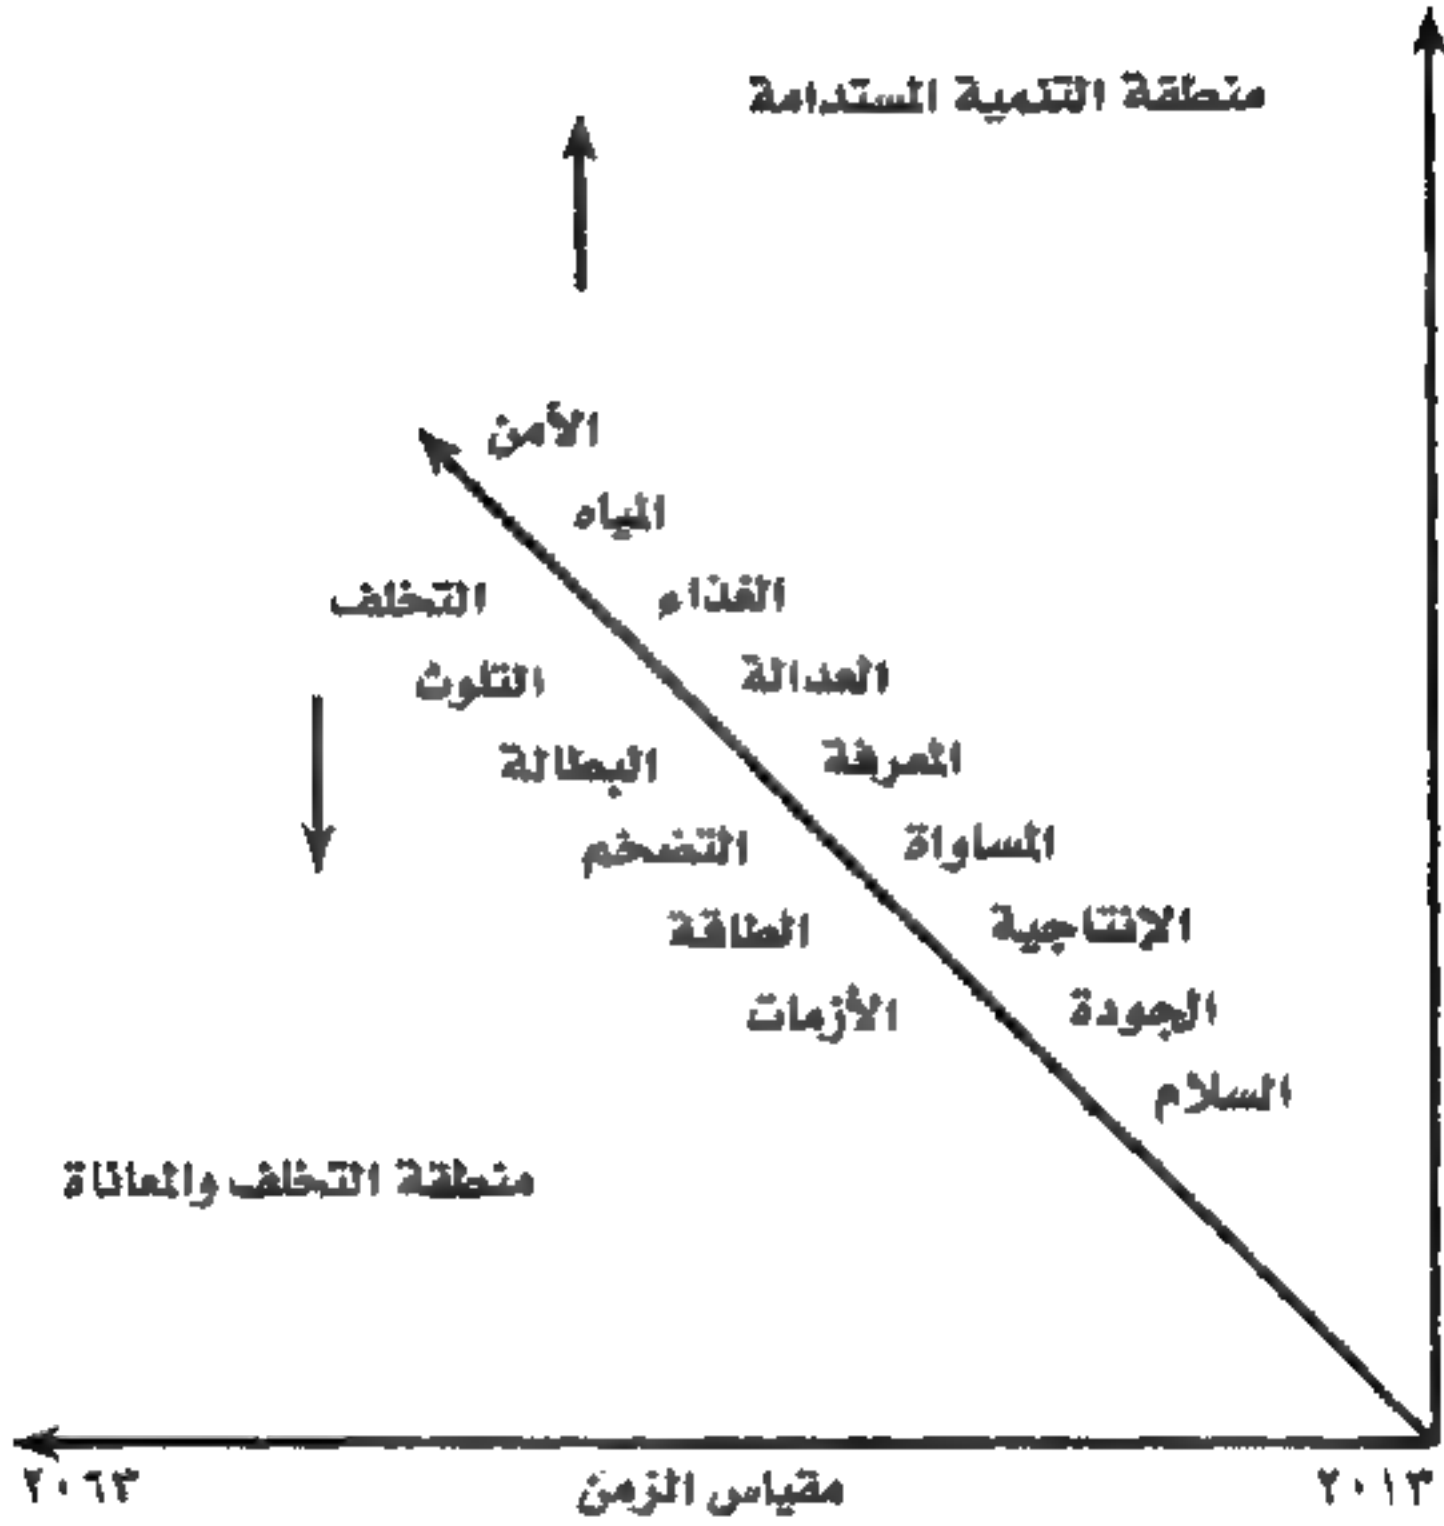 منطقة التنمية المستدامة
الأمن
المياه
الغذاء
التخلف
العدالة
التلوث
المعرفة
البطالة
المساواة
التضخم
الإنتاجية
الطاقة
الجودة
الأزمات
السلام
منطقة التخلف والمعاناة
٢٠١٣
مقياس الزمن
٢٠٦٣